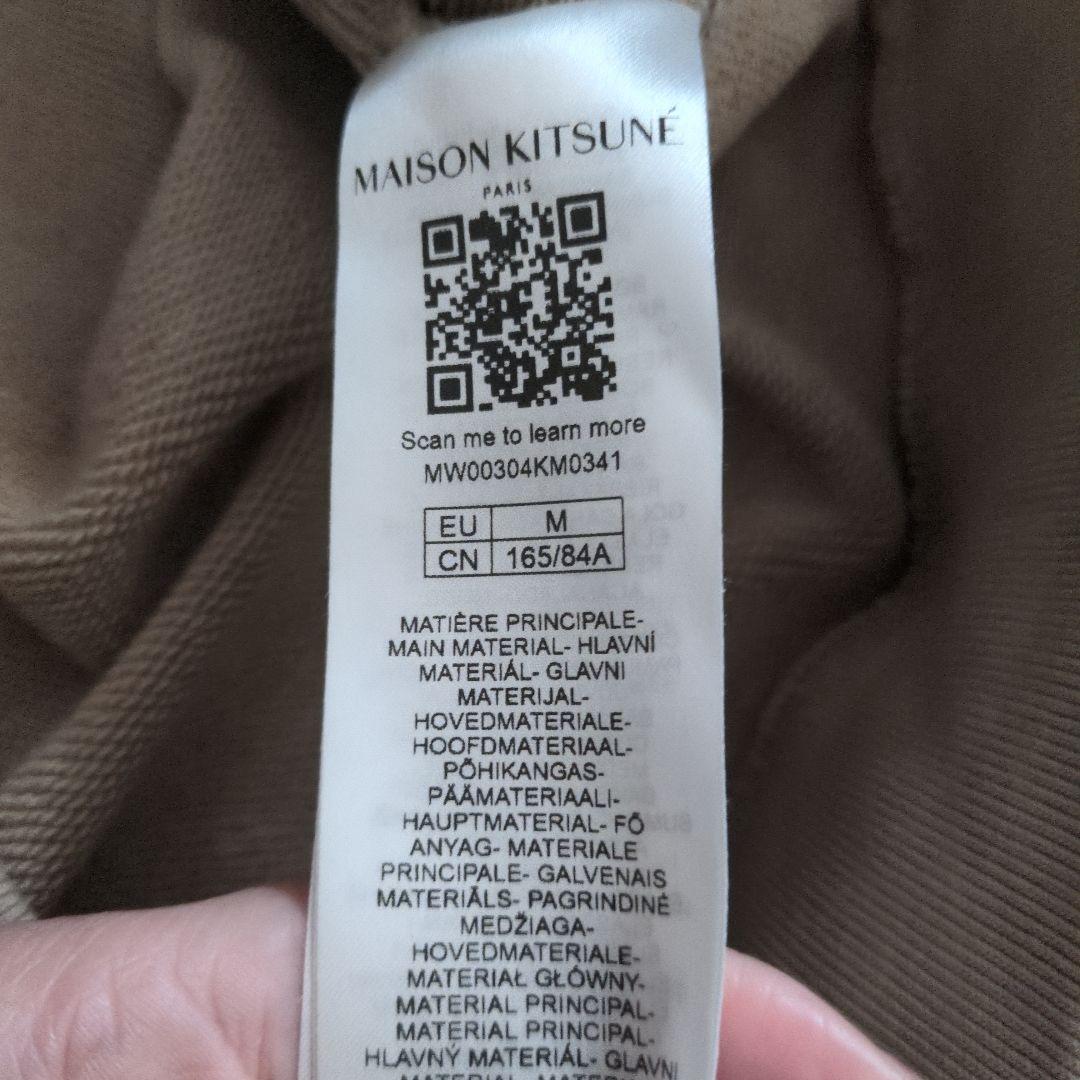 MAISON KITSUNÉ
PARIS
Scan me to learn more
MW00304KM0341
EU M
CN 165/84A
MATIÈRE PRINCIPALE-
MAIN MATERIAL- HLAVNÍ
MATERIÁL- GLAVNI
MATERIJAL-
HOVEDMATERIALE-
HOOFDMATERIAAL-
PÕHIKANGAS-
PÄÄMATERIAALI-
HAUPTMATERIAL- FŐ
ANYAG- MATERIALE
PRINCIPALE- GALVENAIS
MATERIĀLS- PAGRINDINĖ
MEDŽIAGA-
HOVEDMATERIALE-
MATERIAŁ GŁÓWNY-
MATERIAL PRINCIPAL-
MATERIAL PRINCIPAL-
HLAVNÝ MATERIÁL- GLAVNI